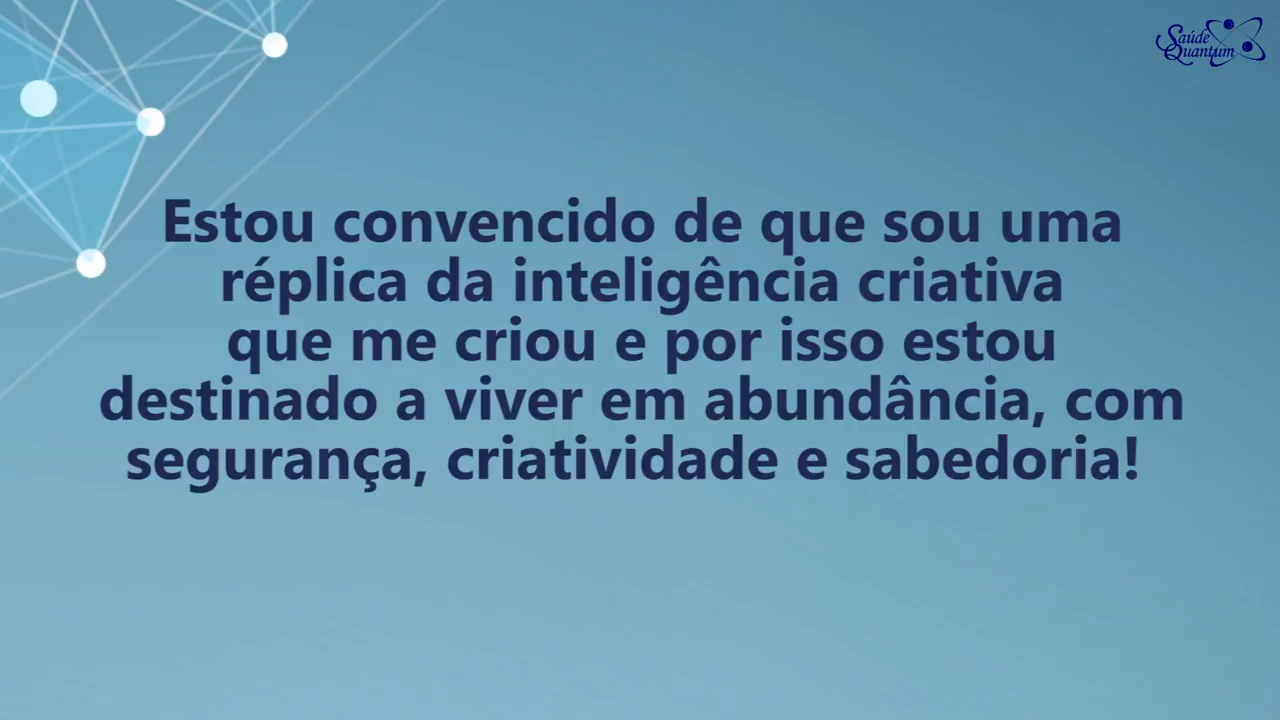 Saúde
Quantum
Estou convencido de que sou uma
réplica da inteligência criativa
que me criou e por isso estou
destinado a viver em abundância, com
segurança, criatividade e sabedoria!